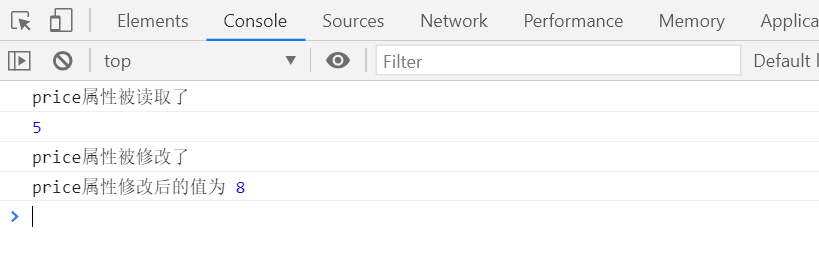 Elements Console Sources Network Performance Memory Applica
top Filter Default l
price属性被读取了
5
price属性被修改了
price属性修改后的值为 8